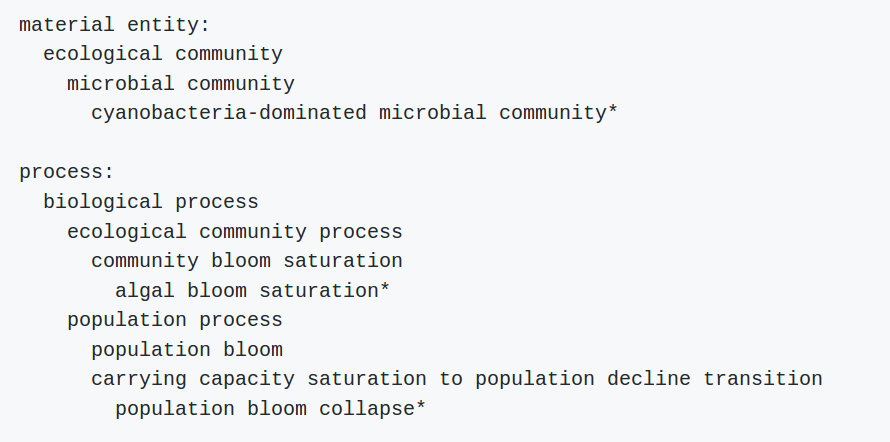 material entity:
ecological community
microbial community
cyanobacteria-dominated microbial community*
process:
biological process
ecological community process
community bloom saturation
algal bloom saturation*
population process
population bloom
carrying capacity saturation to population decline transition
population bloom collapse*